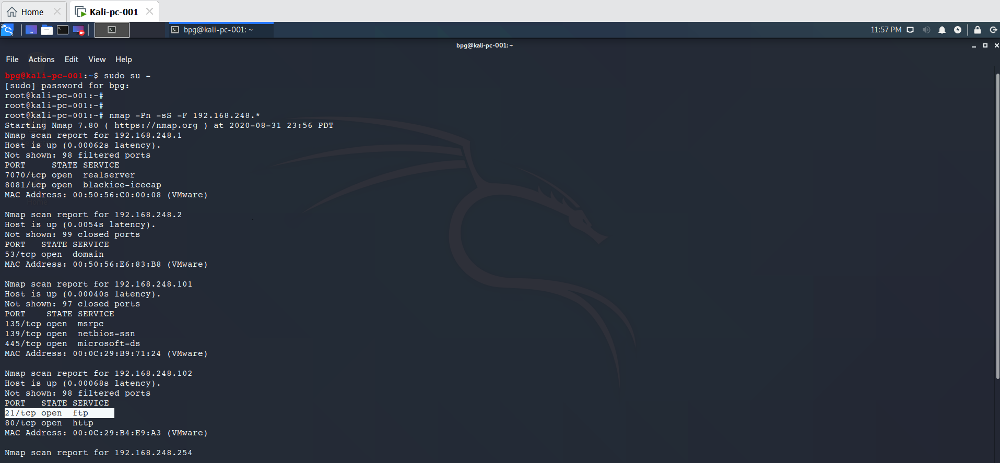 Home
Kali-pc-001
bpg@kali-pc-001: ~
11:57 PM
bpg@kali-pc-001:~
File Actions Edit View Help
bpg@kali-pc-001:~$ sudo su -
[sudo] password for bpg:
root@kali-pc-001:~#
root@kali-pc-001:~#
root@kali-pc-001:~# nmap -Pn -sS -F 192.168.248.*
Starting Nmap 7.80 ( https://nmap.org ) at 2020-08-31 23:56 PDT
Nmap scan report for 192.168.248.1
Host is up (0.00062s latency).
Not shown: 98 filtered ports
PORT     STATE SERVICE
7070/tcp open  realserver
8081/tcp open  blackice-icecap
MAC Address: 00:50:56:C0:00:08 (VMware)

Nmap scan report for 192.168.248.2
Host is up (0.0054s latency).
Not shown: 99 closed ports
PORT   STATE SERVICE
53/tcp open  domain
MAC Address: 00:50:56:E6:83:B8 (VMware)

Nmap scan report for 192.168.248.101
Host is up (0.00040s latency).
Not shown: 97 closed ports
PORT    STATE SERVICE
135/tcp open  msrpc
139/tcp open  netbios-ssn
445/tcp open  microsoft-ds
MAC Address: 00:0C:29:B9:71:24 (VMware)

Nmap scan report for 192.168.248.102
Host is up (0.00068s latency).
Not shown: 98 filtered ports
PORT   STATE SERVICE
21/tcp open  ftp
80/tcp open  http
MAC Address: 00:0C:29:B4:E9:A3 (VMware)

Nmap scan report for 192.168.248.254